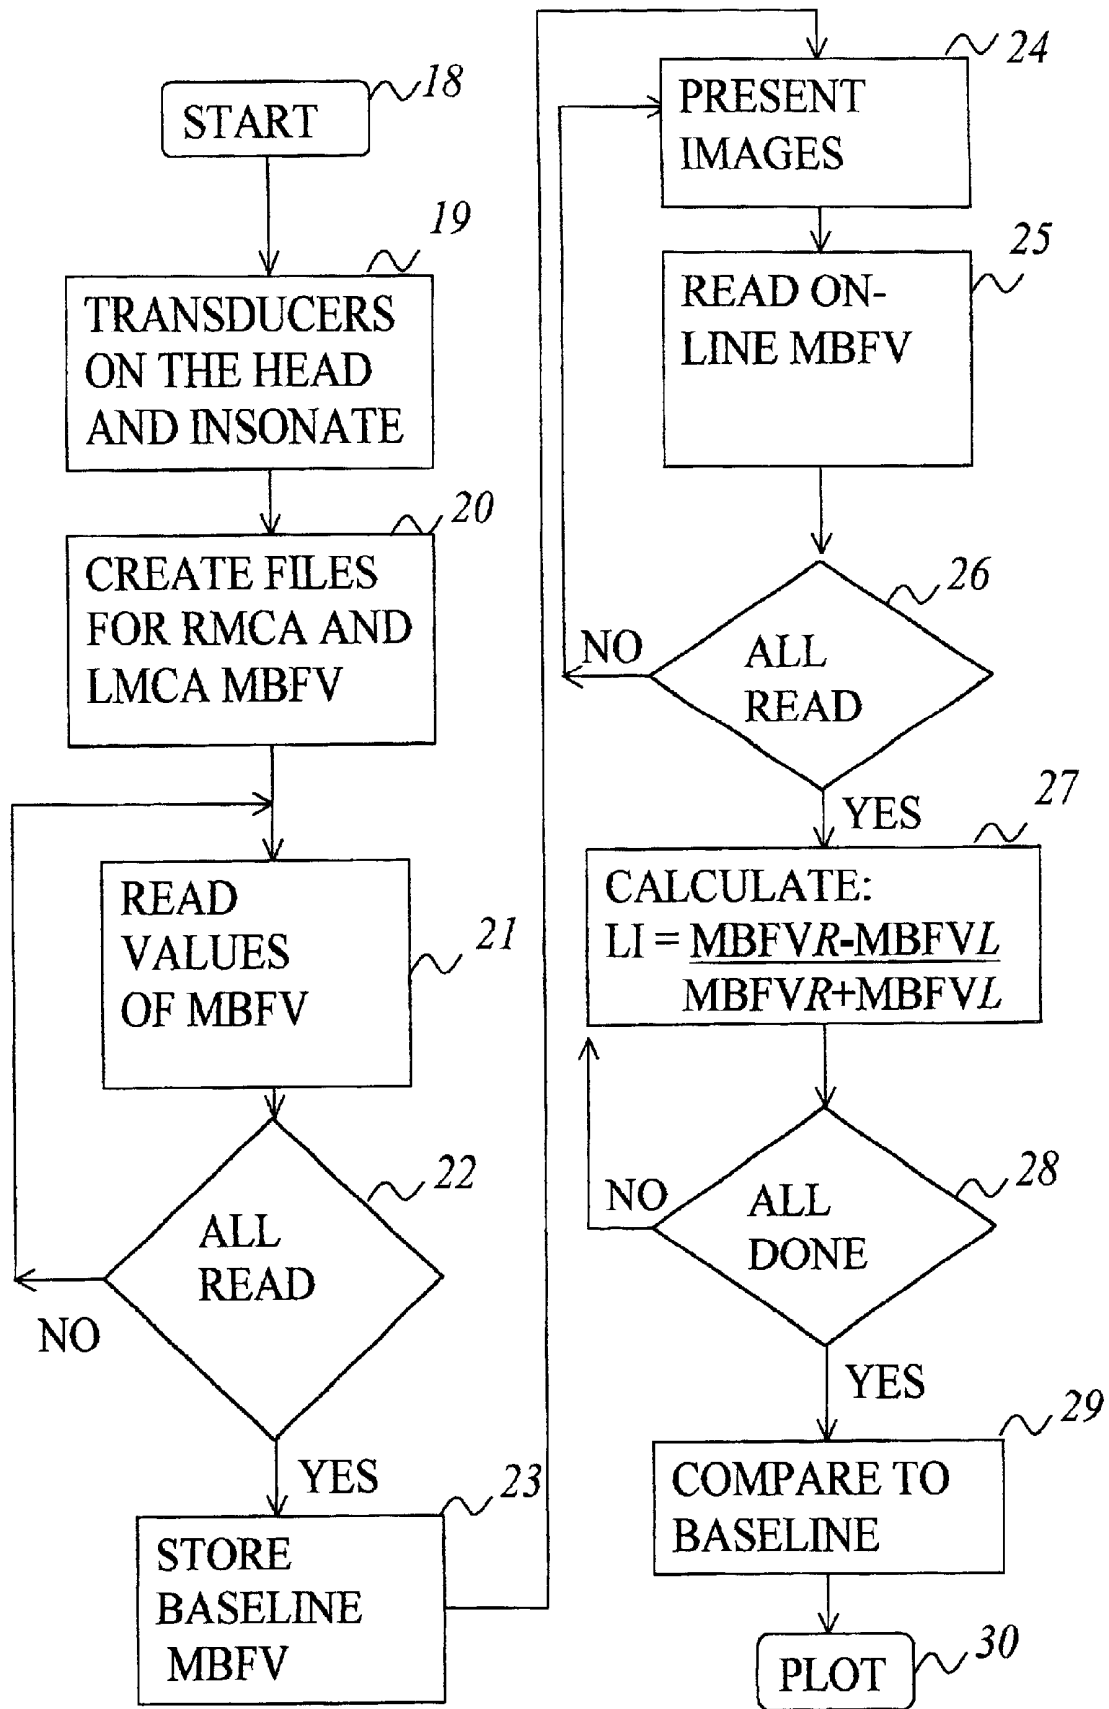 18
START
19
TRANSDUCERS
ON THE HEAD
AND INSONATE
20
CREATE FILES
FOR RMCA AND
LMCA MBFV
READ
VALUES
OF MBFV
21
22
ALL
READ
NO
YES
23
STORE
BASELINE
MBFV
24
PRESENT
IMAGES
25
READ ON-
LINE MBFV
26
NO
ALL
READ
YES
27
CALCULATE:
LI = MBFVR-MBFVL
MBFVR+MBFVL
28
NO
ALL
DONE
YES
29
COMPARE TO
BASELINE
30
PLOT